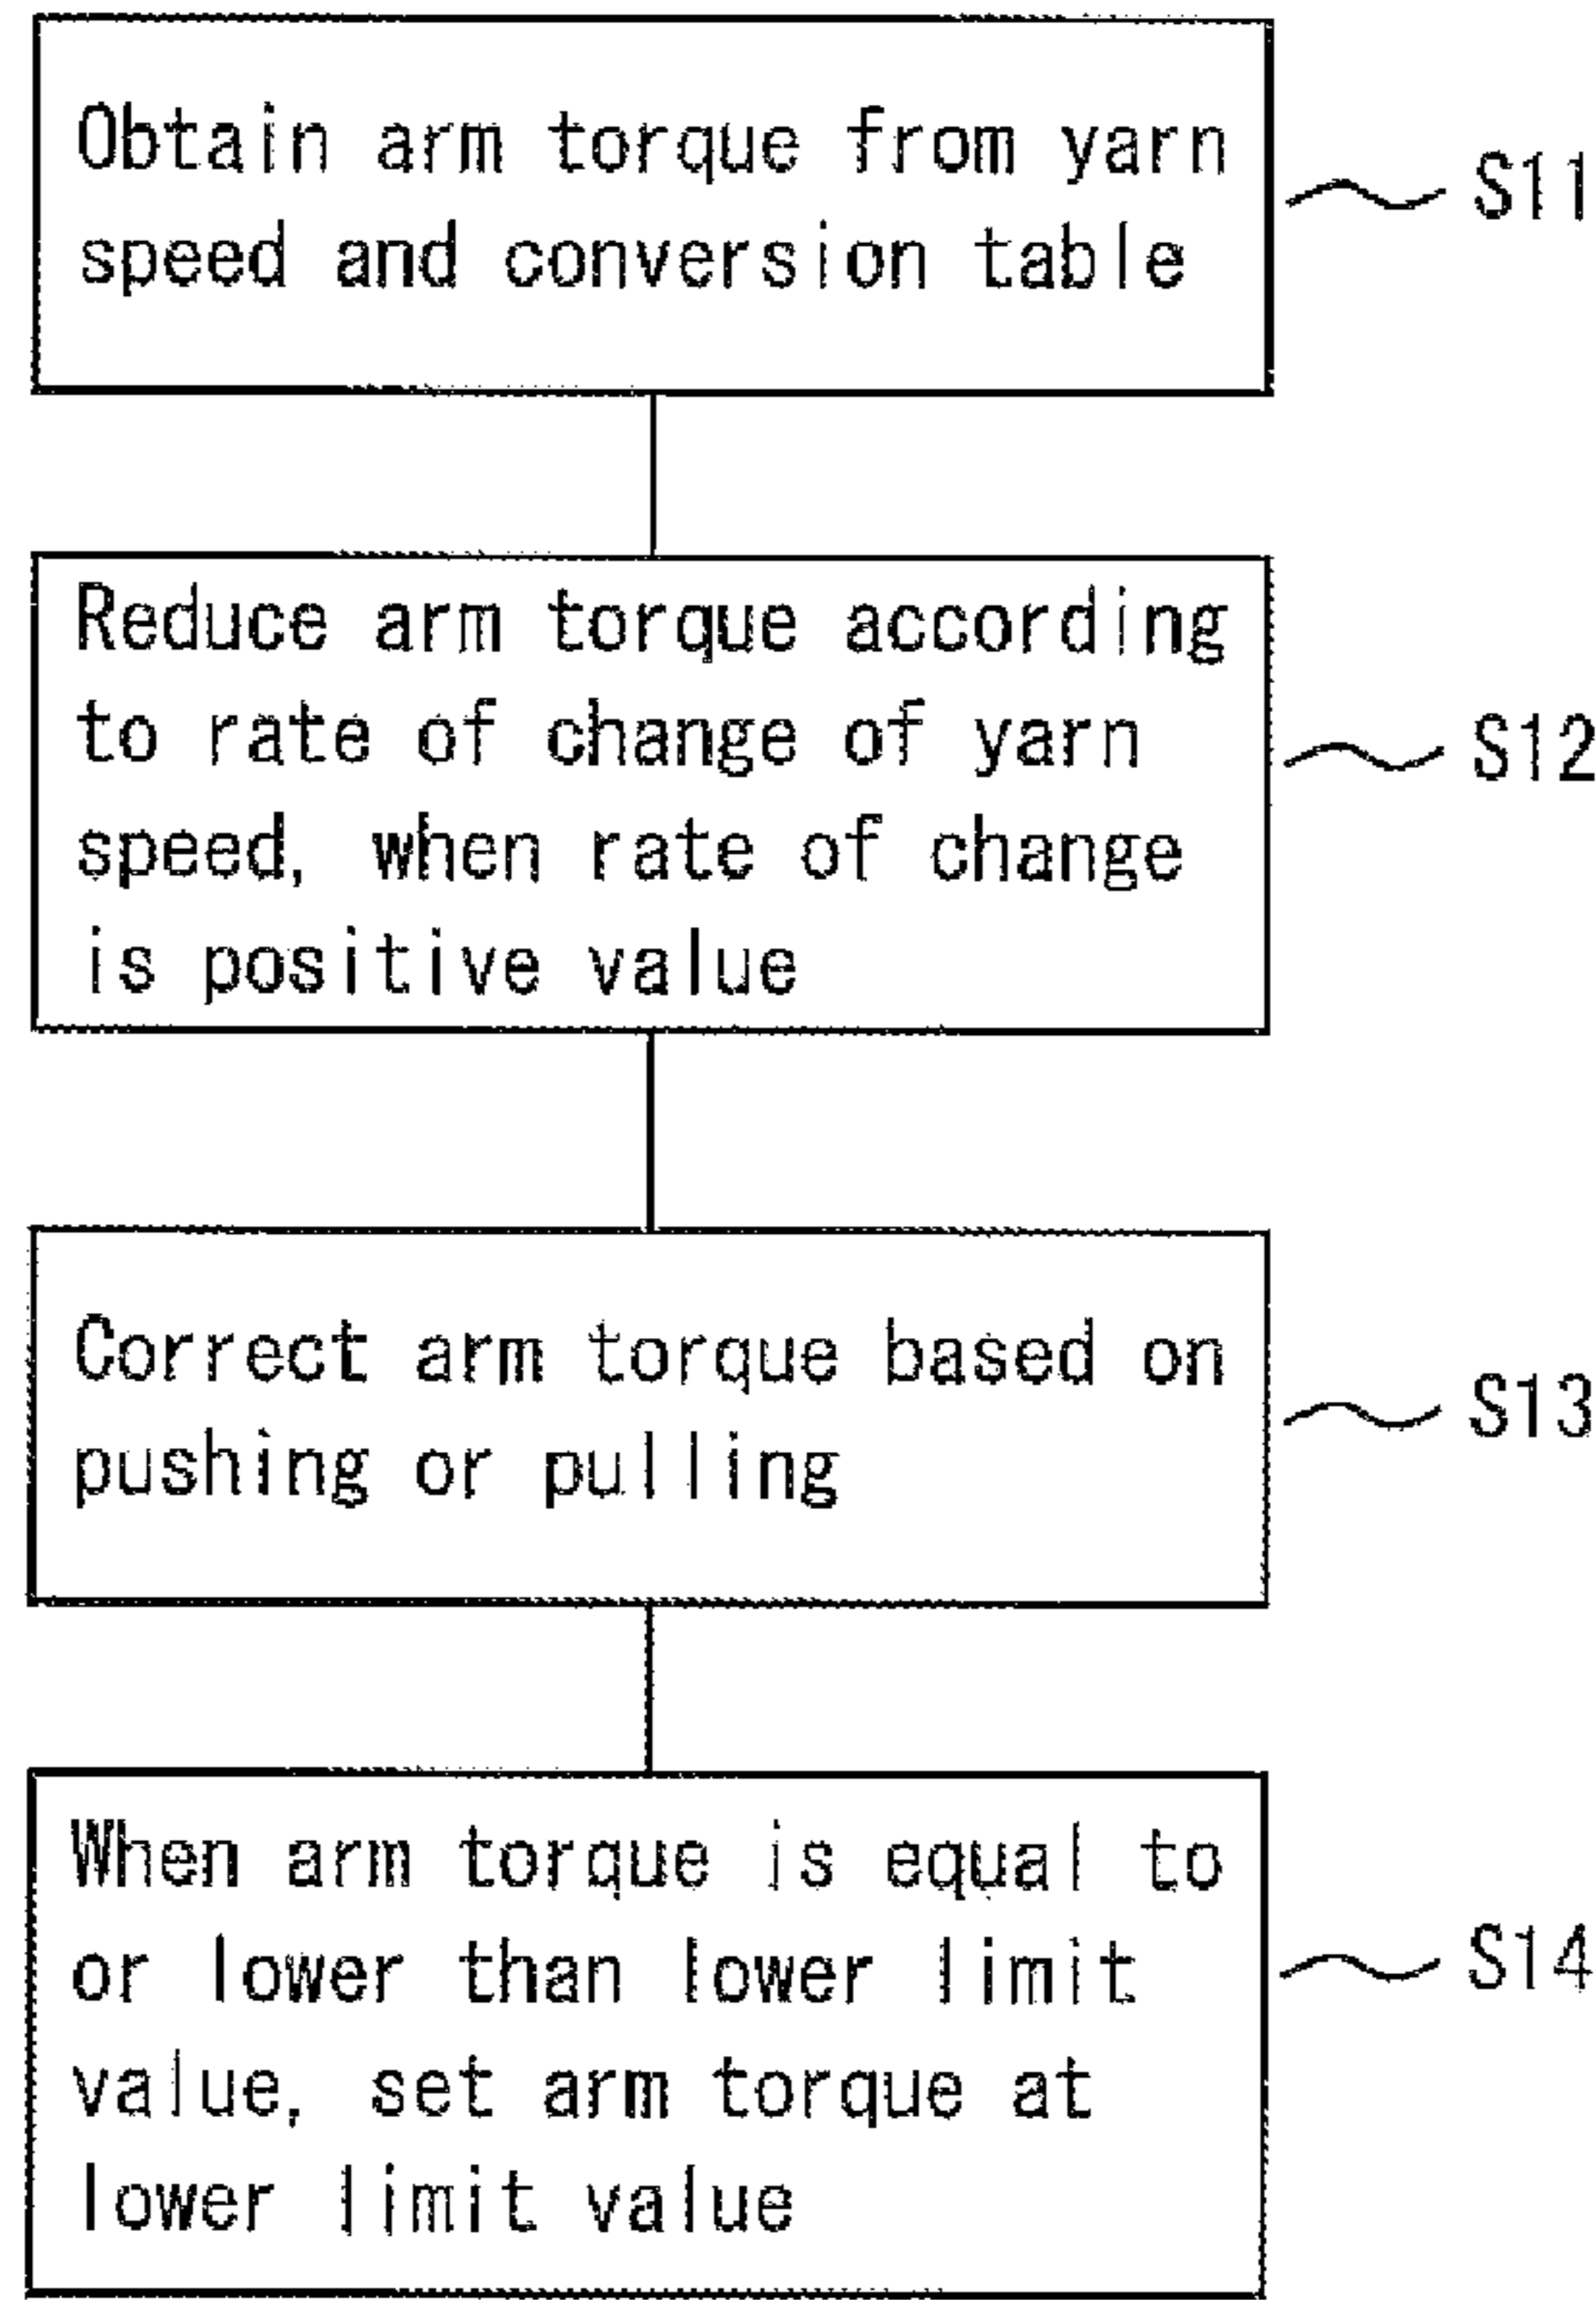 Obtain arm torque from yarn
speed and conversion table
S11
Reduce arm torque according
to rate of change of yarn
speed, when rate of change
is positive value
S12
Correct arm torque based on
pushing or pulling
S13
When arm torque is equal to
or lower than lower limit
value, set arm torque at
lower limit value
S14